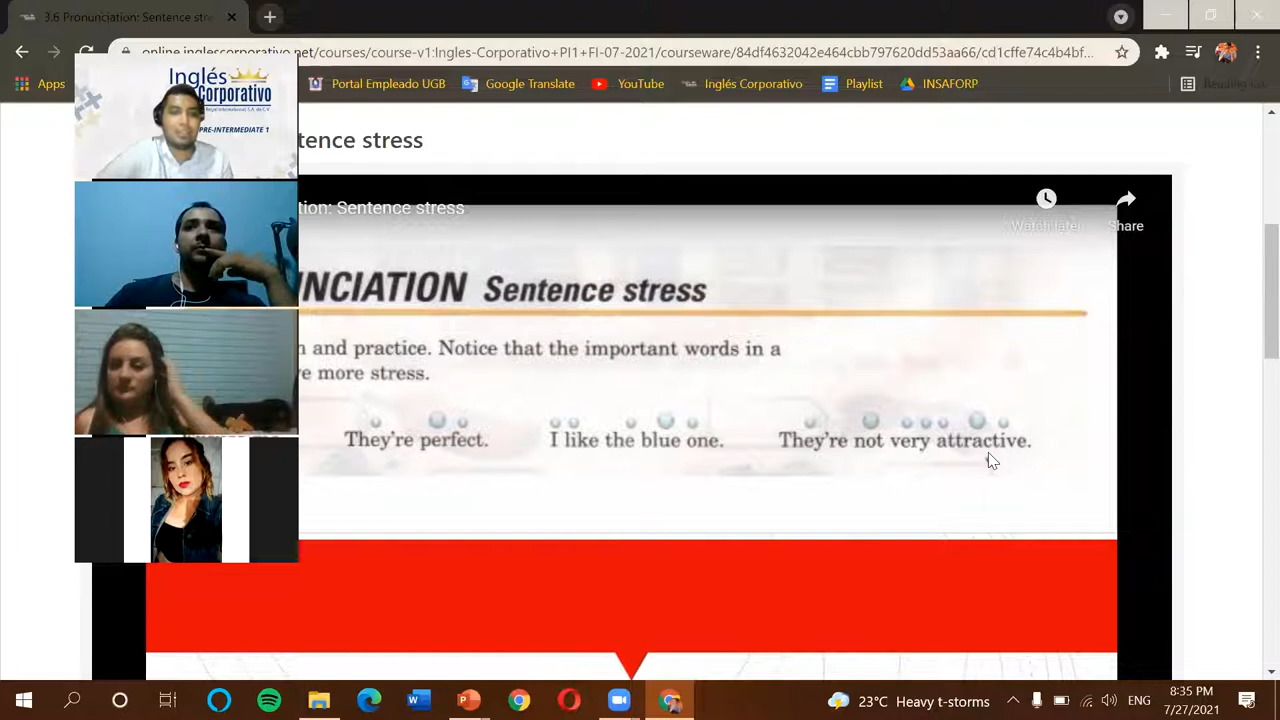 3.6 Pronunciation: Sentence str
online.inglescorporativo.net/courses/course-v1:Ingles-Corporativo+PI1+FI-07-2021/courseware/84df4632042e464cbb797620dd53aa66/cd1cffe74c4b4bf...
Apps
Portal Empleado UGB
Google Translate
YouTube
Inglés Corporativo
Playlist
INSAFORP
Reading list
Inglés
Corporativo
PRE-INTERMEDIATE 1
tence stress
tion: Sentence stress
Watch later
Share
NCIATION Sentence stress
n and practice. Notice that the important words in a
e more stress.
They're perfect. I like the blue one. They're not very attractive.
23°C Heavy t-storms
ENG
8:35 PM
7/27/2021